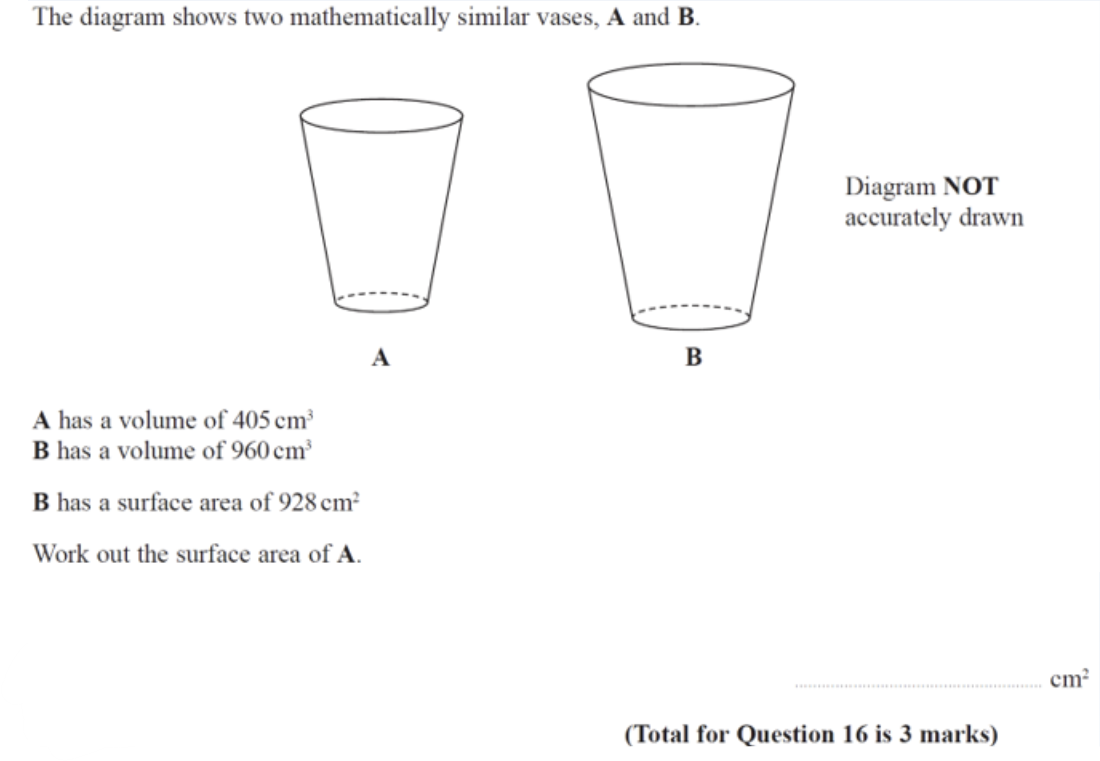 The diagram shows two mathematically similar vases, A and B.
Diagram NOT
accurately drawn
A
B
A has a volume of 405 cm³
B has a volume of 960 cm³
B has a surface area of 928 cm²
Work out the surface area of A.
cm²
(Total for Question 16 is 3 marks)